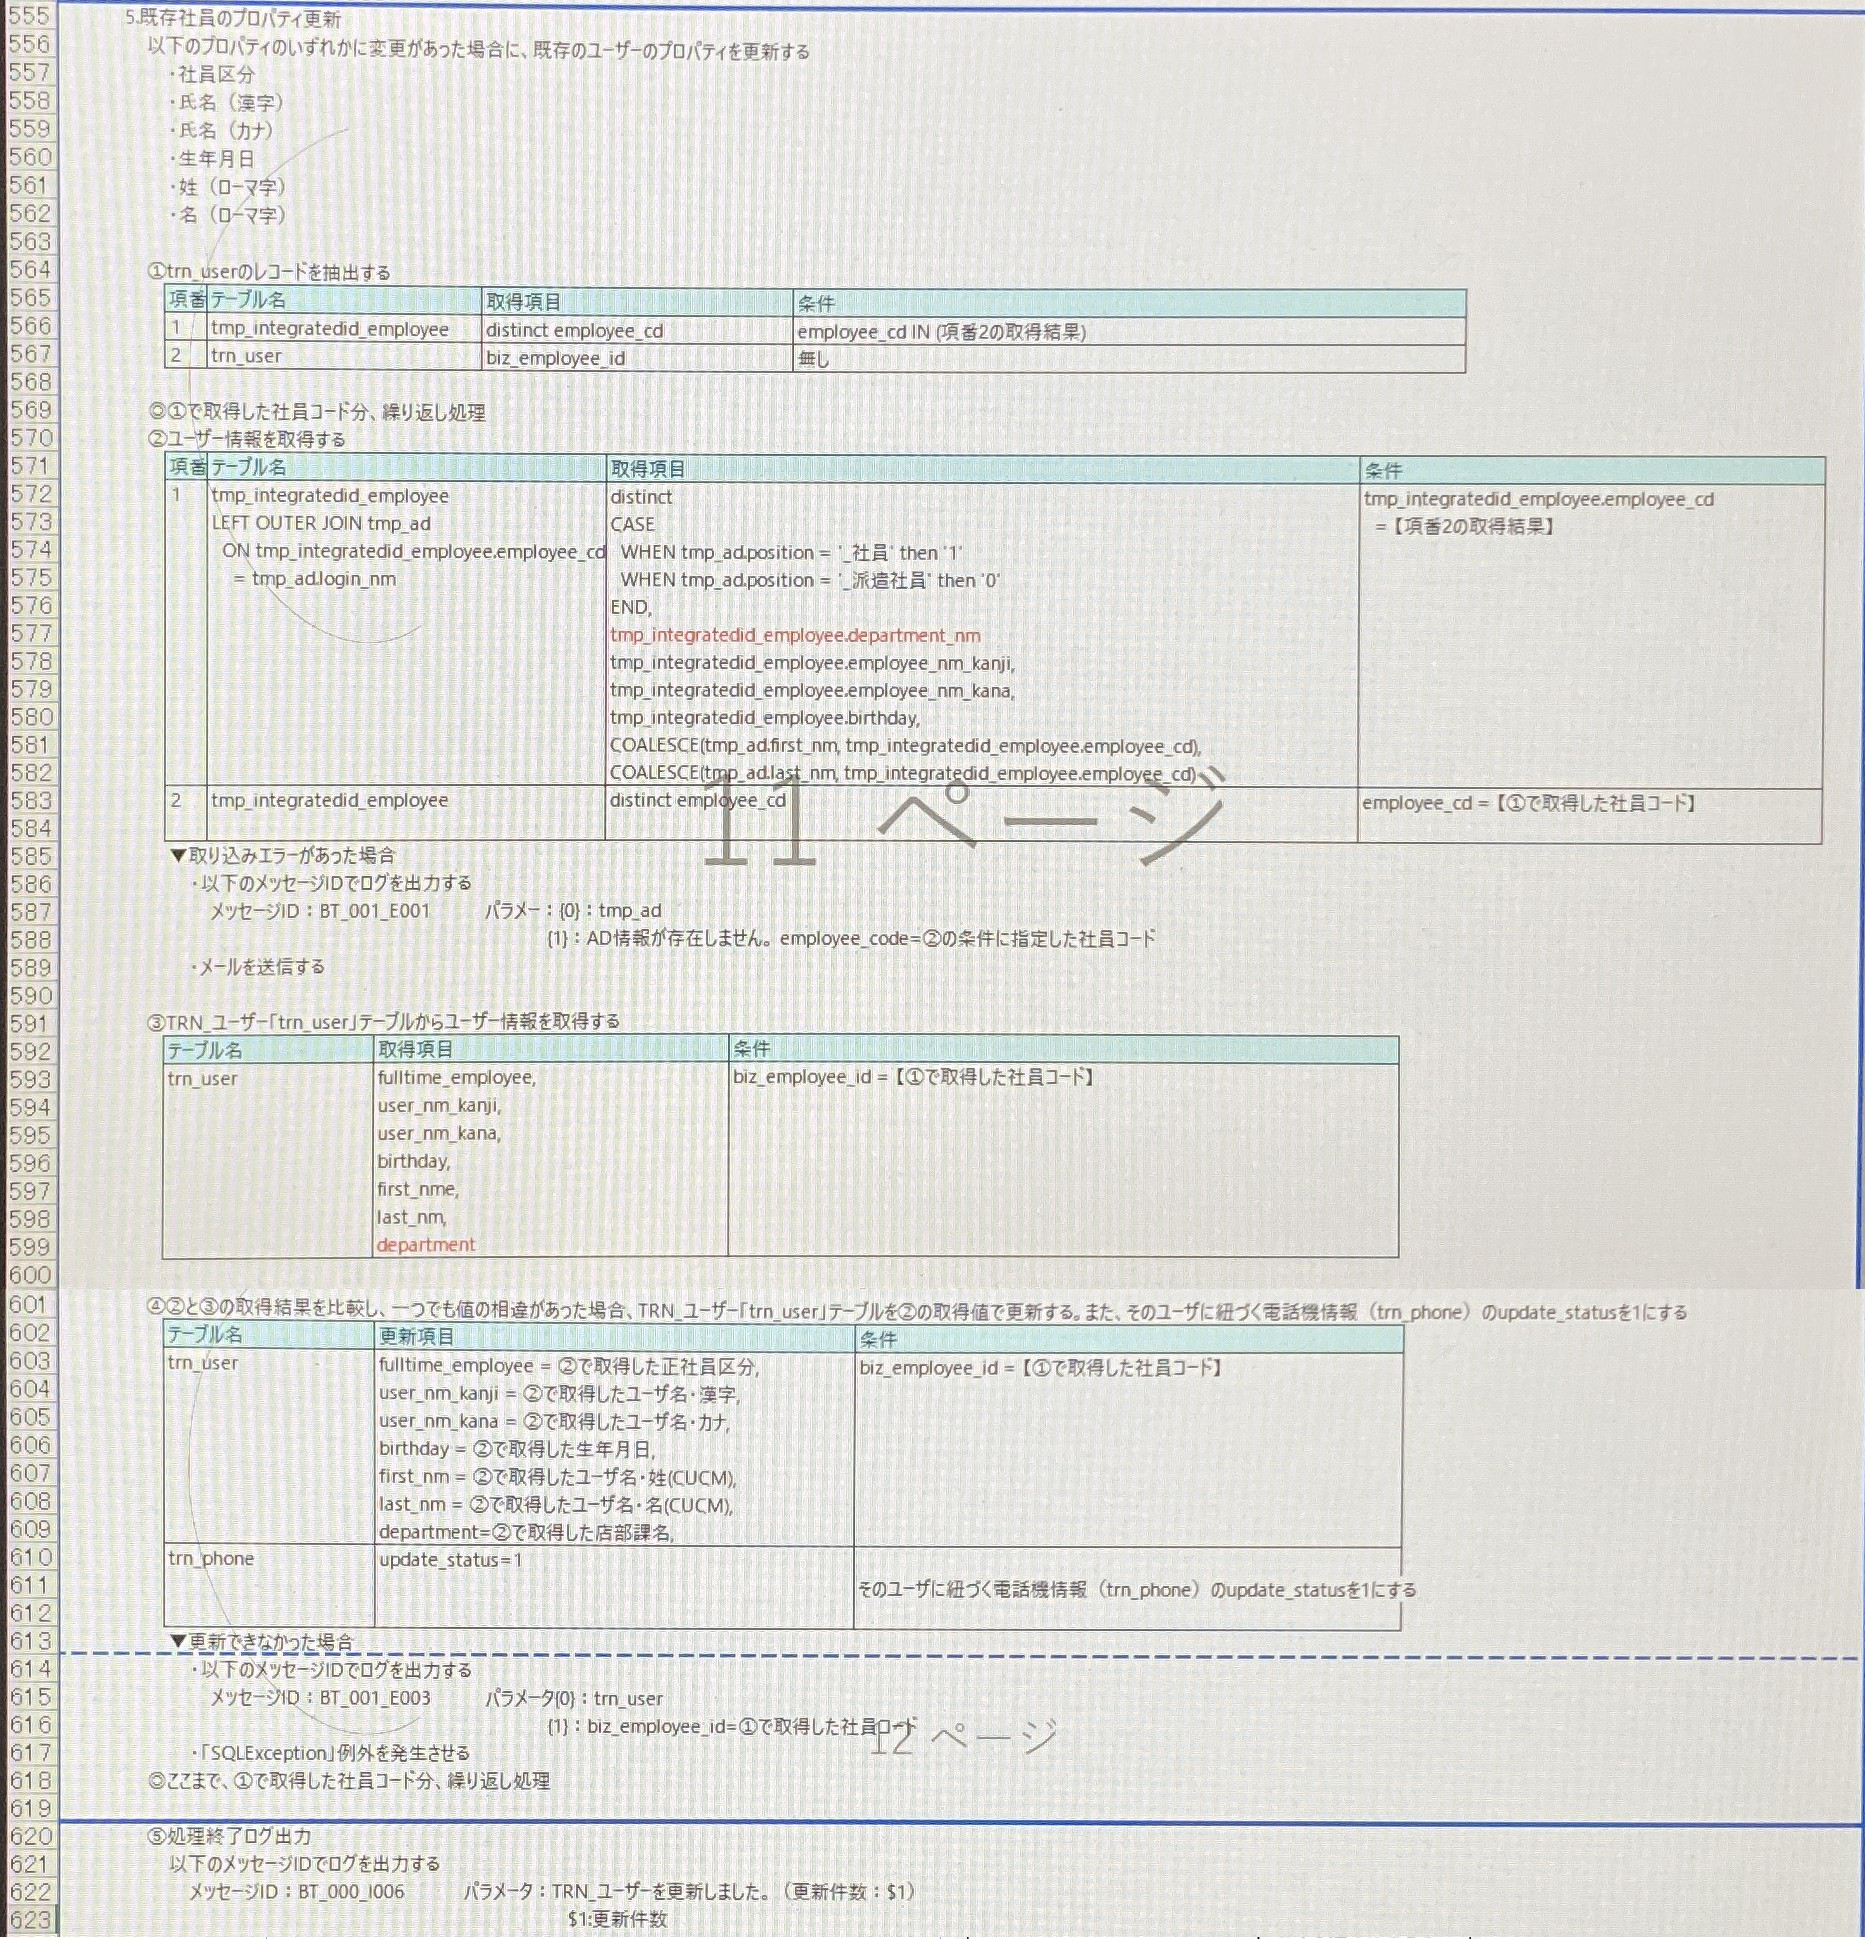 555 5.既存社員のプロパティ更新
556 以下のプロパティのいずれかに変更があった場合に、既存のユーザーのプロパティを更新する
557 ・社員区分
558 ・氏名（漢字）
559 ・氏名（カナ）
560 ・生年月日
561 ・姓（ローマ字）
562 ・名（ローマ字）
563
564 ①trn_userのレコードを抽出する
565 項番 テーブル名 取得項目 条件
566 1 tmp_integratedid_employee distinct employee_cd employee_cd IN (項番2の取得結果)
567 2 trn_user biz_employee_id 無し
568
569 ◎①で取得した社員コード分、繰り返し処理
570 ②ユーザー情報を取得する
571 項番 テーブル名 取得項目 条件
572 1 tmp_integratedid_employee distinct tmp_integratedid_employee.employee_cd
573 LEFT OUTER JOIN tmp_ad CASE =【項番2の取得結果】
574 ON tmp_integratedid_employee.employee_cd WHEN tmp_ad.position = '_社員' then '1'
575 = tmp_ad.login_nm WHEN tmp_ad.position = '_派遣社員' then '0'
576 END,
577 tmp_integratedid_employee.department_nm
578 tmp_integratedid_employee.employee_nm_kanji,
579 tmp_integratedid_employee.employee_nm_kana,
580 tmp_integratedid_employee.birthday,
581 COALESCE(tmp_ad.first_nm, tmp_integratedid_employee.employee_cd),
582 COALESCE(tmp_ad.last_nm, tmp_integratedid_employee.employee_cd)
583 2 tmp_integratedid_employee distinct employee_cd employee_cd =【①で取得した社員コード】
11 ページ
584
585 ▼取り込みエラーがあった場合
586 ・以下のメッセージIDでログを出力する
587 メッセージID：BT_001_E001 パラメー：{0}：tmp_ad
588 {1}：AD情報が存在しません。employee_code=②の条件に指定した社員コード
589 ・メールを送信する
590
591 ③TRN_ユーザー「trn_user」テーブルからユーザー情報を取得する
592 テーブル名 取得項目 条件
593 trn_user fulltime_employee, biz_employee_id =【①で取得した社員コード】
594 user_nm_kanji,
595 user_nm_kana,
596 birthday,
597 first_nme,
598 last_nm,
599 department
600
601 ④②と③の取得結果を比較し、一つでも値の相違があった場合、TRN_ユーザー「trn_user」テーブルを②の取得値で更新する。また、そのユーザに紐づく電話機情報（trn_phone）のupdate_statusを1にする
602 テーブル名 更新項目 条件
603 trn_user fulltime_employee = ②で取得した正社員区分, biz_employee_id =【①で取得した社員コード】
604 user_nm_kanji = ②で取得したユーザ名・漢字,
605 user_nm_kana = ②で取得したユーザ名・カナ,
606 birthday = ②で取得した生年月日,
607 first_nm = ②で取得したユーザ名・姓(CUCM),
608 last_nm = ②で取得したユーザ名・名(CUCM),
609 department=②で取得した店部課名,
610 trn_phone update_status=1
611 そのユーザに紐づく電話機情報（trn_phone）のupdate_statusを1にする
612
613 ▼更新できなかった場合
614 ・以下のメッセージIDでログを出力する
615 メッセージID：BT_001_E003 パラメータ{0}：trn_user
616 {1}：biz_employee_id=①で取得した社員コード
12 ページ
617 ・「SQLException」例外を発生させる
618 ◎ここまで、①で取得した社員コード分、繰り返し処理
619
620 ⑤処理終了ログ出力
621 以下のメッセージIDでログを出力する
622 メッセージID：BT_000_I006 パラメータ：TRN_ユーザーを更新しました。（更新件数：$1）
623 $1:更新件数